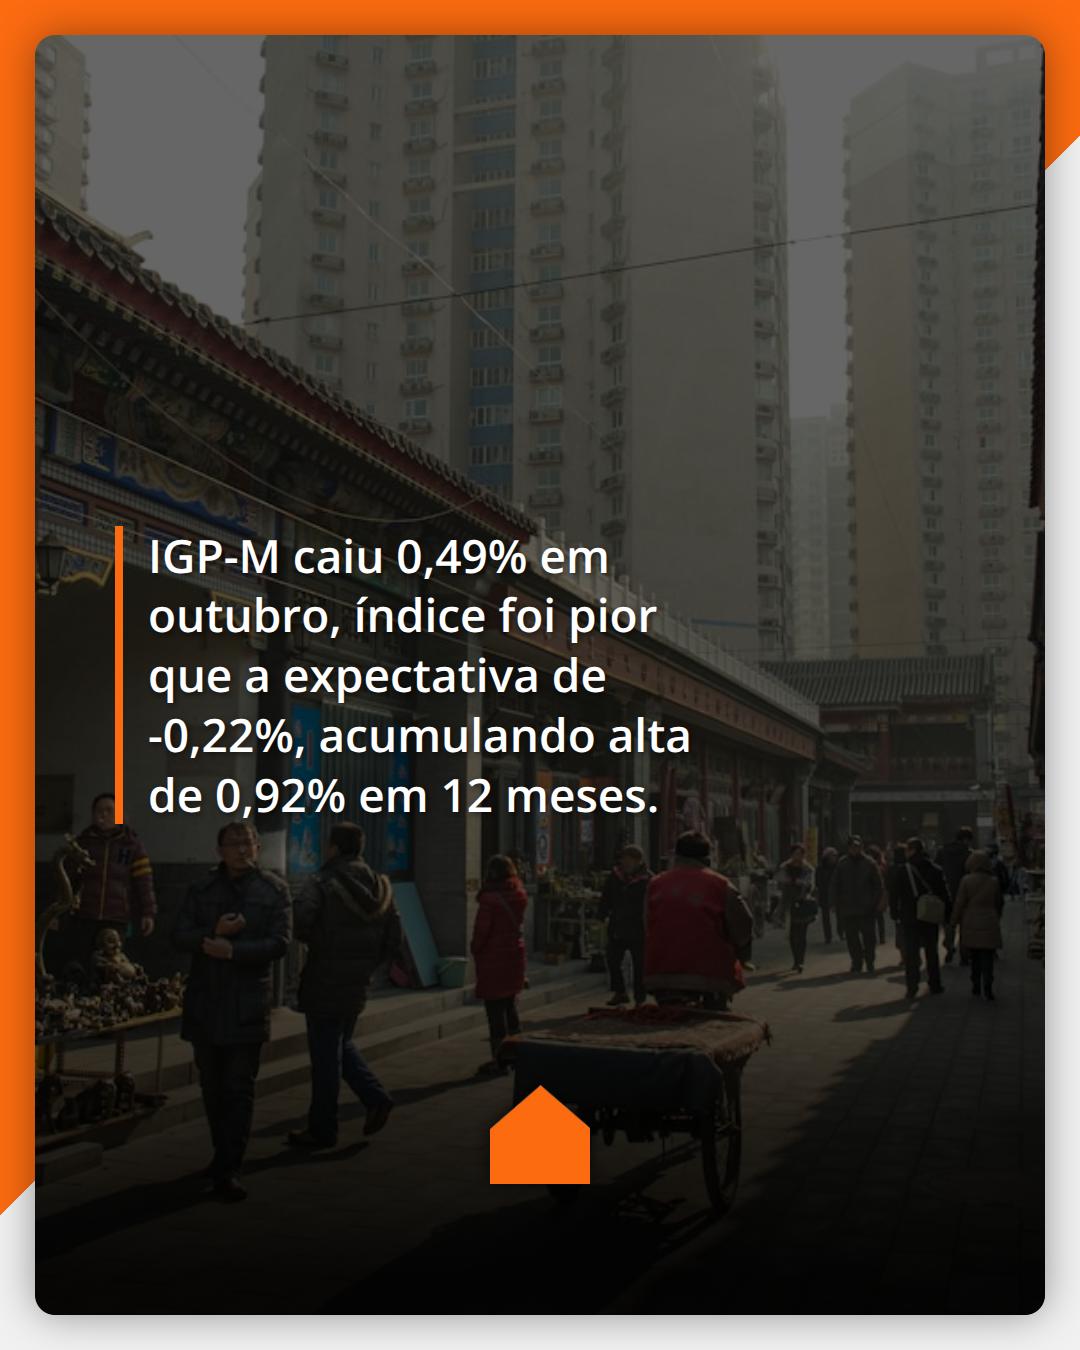 IGP-M caiu 0,49% em
outubro, índice foi pior
que a expectativa de
-0,22%, acumulando alta
de 0,92% em 12 meses.